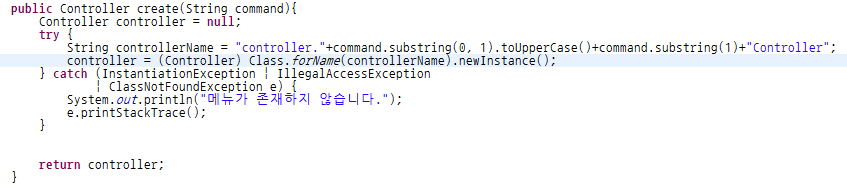 public Controller create(String command){
    Controller controller = null;
    try {
        String controllerName = "controller."+command.substring(0, 1).toUpperCase()+command.substring(1)+"Controller";
        controller = (Controller) Class.forName(controllerName).newInstance();
    } catch (InstantiationException | IllegalAccessException
            | ClassNotFoundException e) {
        System.out.println("메뉴가 존재하지 않습니다.");
        e.printStackTrace();
    }
    return controller;
}